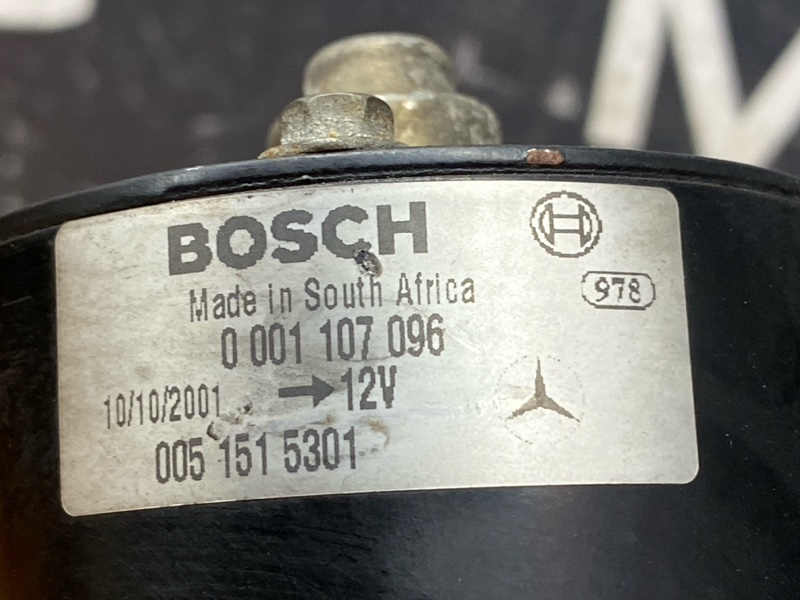 BOSCH
Made in South Africa
978
0 001 107 096
10/10/2001 12V
005 151 5301